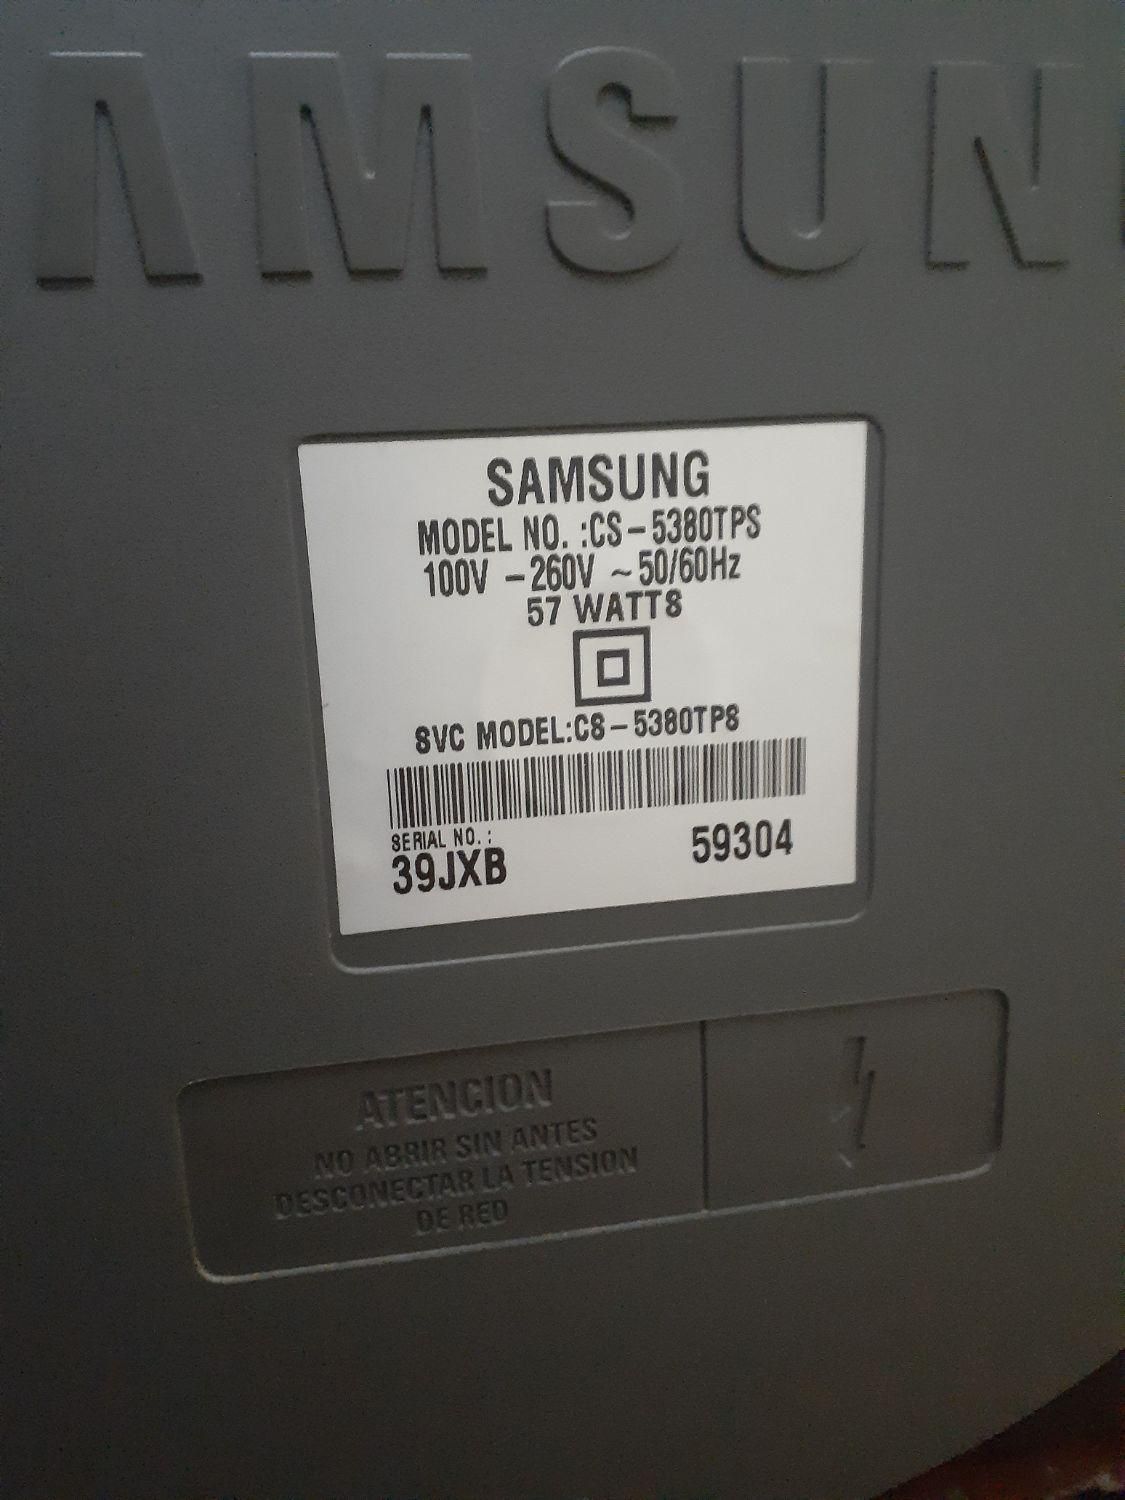 AMSUN
SAMSUNG
MODEL NO. :CS-5380TPS
100V -260V ~50/60Hz
57 WATT8
8VC MODEL:C8-5380TP8
SERIAL NO. :
39JXB 59304
ATENCION
NO ABRIR SIN ANTES
DESCONECTAR LA TENSION
DE RED